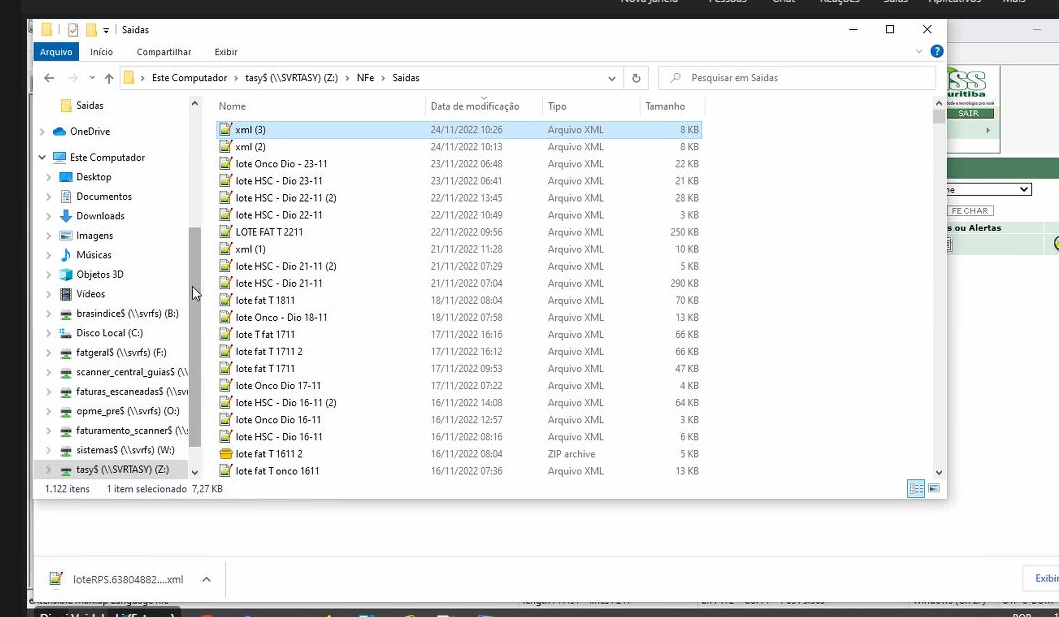 Saidas
Arquivo Início Compartilhar Exibir
Este Computador tasy$ (\\SVRTASY) (Z:) NFe Saidas
Pesquisar em Saidas
Saidas
OneDrive
Este Computador
Desktop
Documentos
Downloads
Imagens
Músicas
Objetos 3D
Vídeos
brasindice$ (\\svrfs) (B:)
Disco Local (C:)
fatgeral$ (\\svrfs) (F:)
scanner_central_guias$ (\\
faturas_escaneadas$ (\\svr
opme_pre$ (\\svrfs) (O:)
faturamento_scanner$ (\\s
sistemas$ (\\svrfs) (W:)
tasy$ (\\SVRTASY) (Z:)
Nome Data de modificação Tipo Tamanho
xml (3) 24/11/2022 10:26 Arquivo XML 8 KB
xml (2) 24/11/2022 10:13 Arquivo XML 8 KB
lote Onco Dio - 23-11 23/11/2022 06:48 Arquivo XML 22 KB
lote HSC - Dio 23-11 23/11/2022 06:41 Arquivo XML 21 KB
lote HSC - Dio 22-11 (2) 22/11/2022 13:45 Arquivo XML 28 KB
lote HSC - Dio 22-11 22/11/2022 10:49 Arquivo XML 3 KB
LOTE FAT T 2211 22/11/2022 09:56 Arquivo XML 250 KB
xml (1) 21/11/2022 11:28 Arquivo XML 10 KB
lote HSC - Dio 21-11 (2) 21/11/2022 07:29 Arquivo XML 5 KB
lote HSC - Dio 21-11 21/11/2022 07:04 Arquivo XML 290 KB
lote fat T 1811 18/11/2022 08:04 Arquivo XML 70 KB
lote Onco - Dio 18-11 18/11/2022 07:58 Arquivo XML 13 KB
lote T fat 1711 17/11/2022 16:16 Arquivo XML 66 KB
lote fat T 1711 2 17/11/2022 16:12 Arquivo XML 66 KB
lote fat T 1711 17/11/2022 09:53 Arquivo XML 47 KB
lote Onco Dio 17-11 17/11/2022 07:22 Arquivo XML 4 KB
lote HSC - Dio 16-11 (2) 16/11/2022 14:08 Arquivo XML 64 KB
lote Onco Dio 16-11 16/11/2022 12:57 Arquivo XML 3 KB
lote HSC - Dio 16-11 16/11/2022 08:16 Arquivo XML 6 KB
lote fat T 1611 2 16/11/2022 08:04 ZIP archive 5 KB
lote fat T onco 1611 16/11/2022 07:36 Arquivo XML 13 KB
1.122 itens 1 item selecionado 7,27 KB
SAIR
FECHAR
s ou Alertas
loteRPS.63804882....xml
Exibir